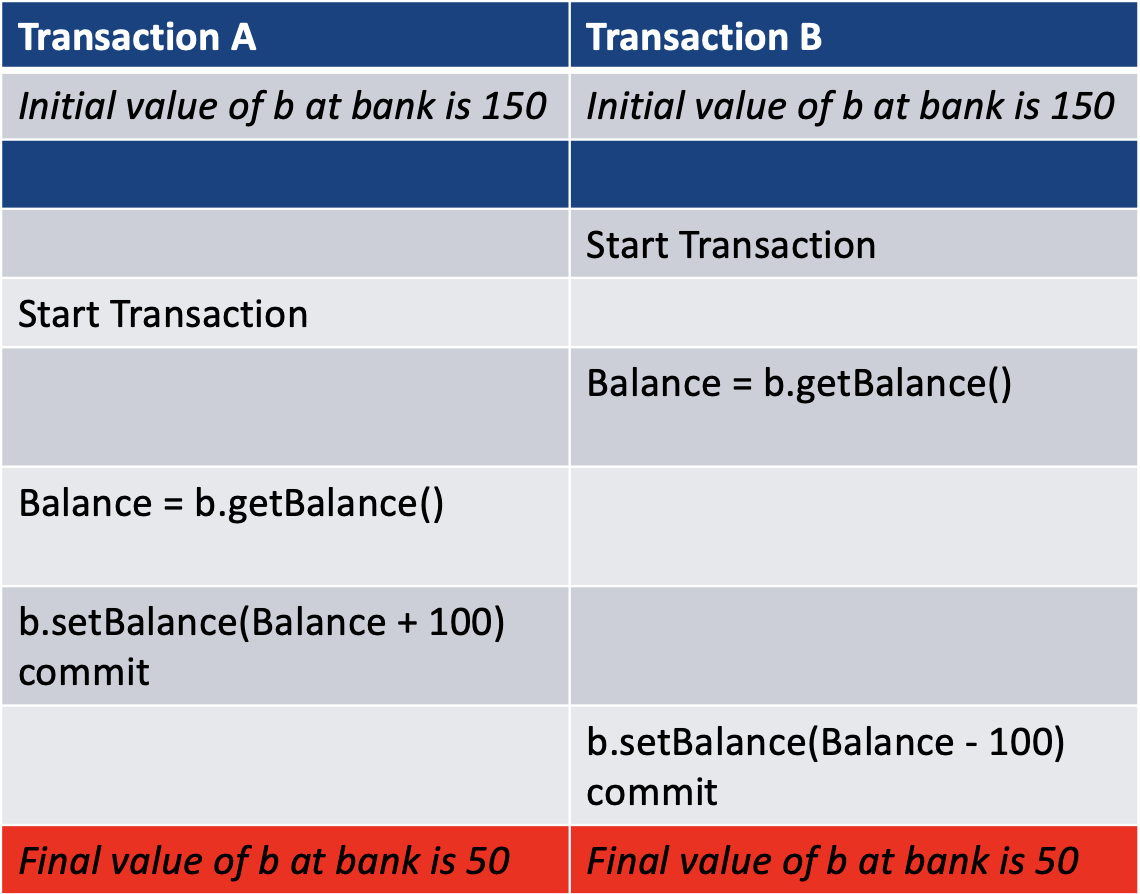 Transaction A
Transaction B
Initial value of b at bank is 150
Initial value of b at bank is 150
Start Transaction
Start Transaction
Balance = b.getBalance()
Balance = b.getBalance()
b.setBalance(Balance + 100)
commit
b.setBalance(Balance - 100)
commit
Final value of b at bank is 50
Final value of b at bank is 50